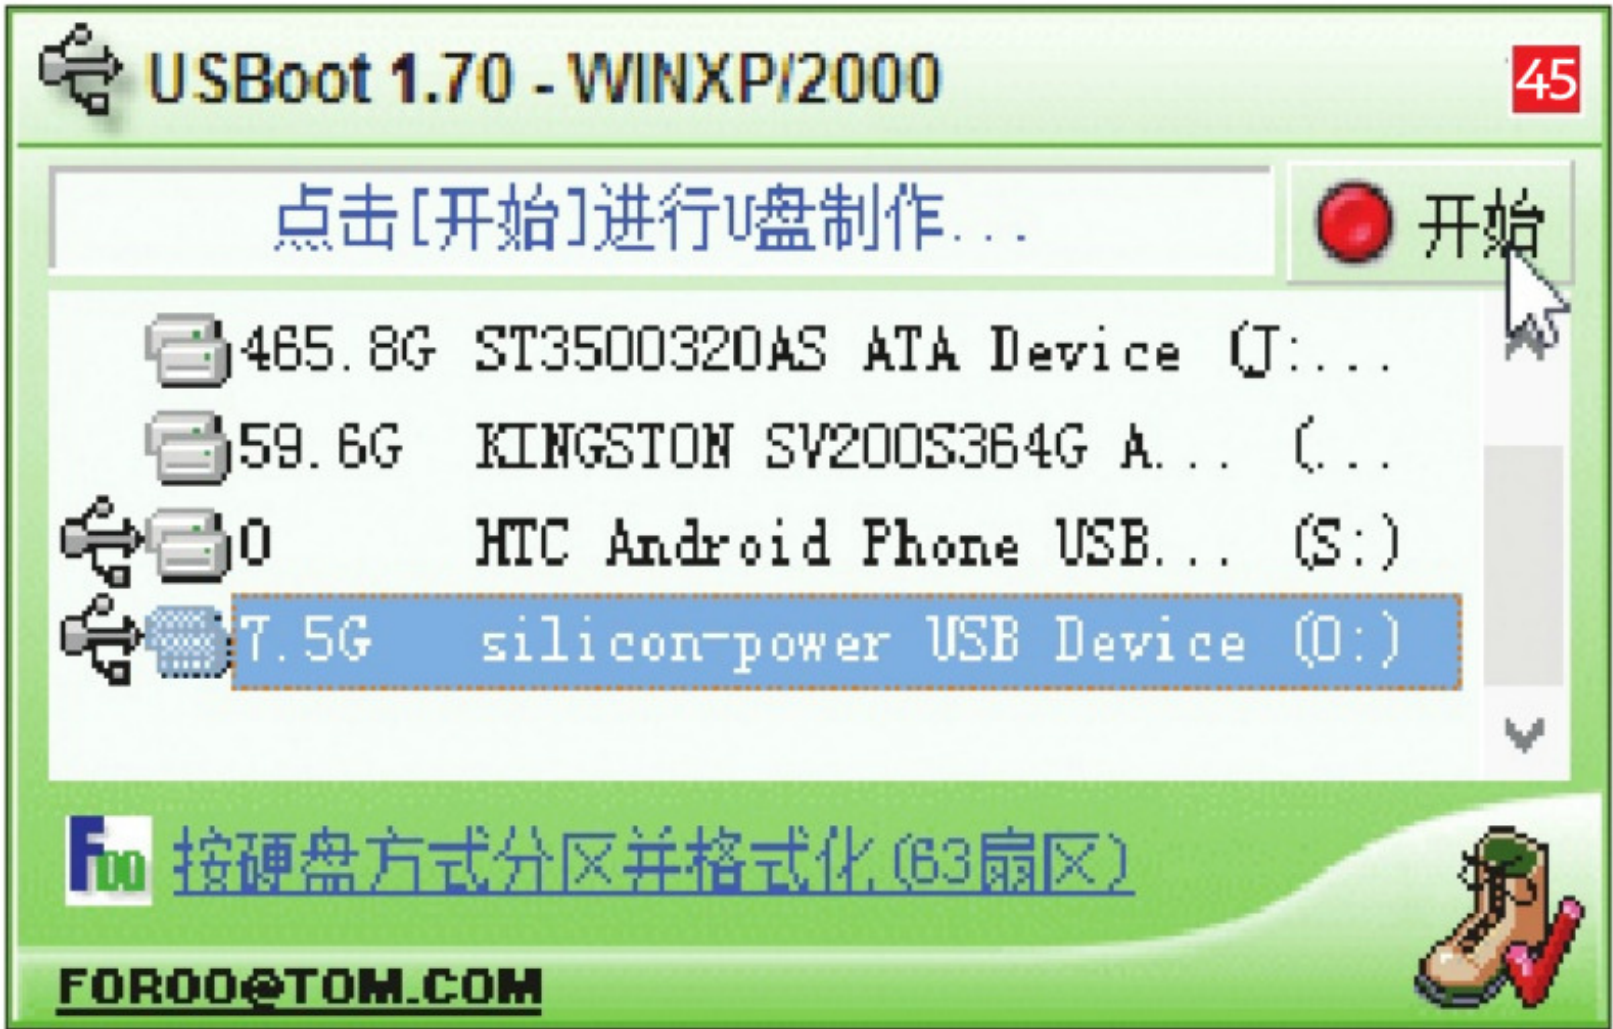 USBoot 1.70 - WINXP/2000
45
点击[开始]进行U盘制作...
开始
465.8G ST3500320AS ATA Device (J:...
59.6G KINGSTON SV200S364G A... (...
0 HTC Android Phone USB... (S:)
7.5G silicon-power USB Device (O:)
FOO
按硬盘方式分区并格式化(63扇区)
FOROO@TOM.COM